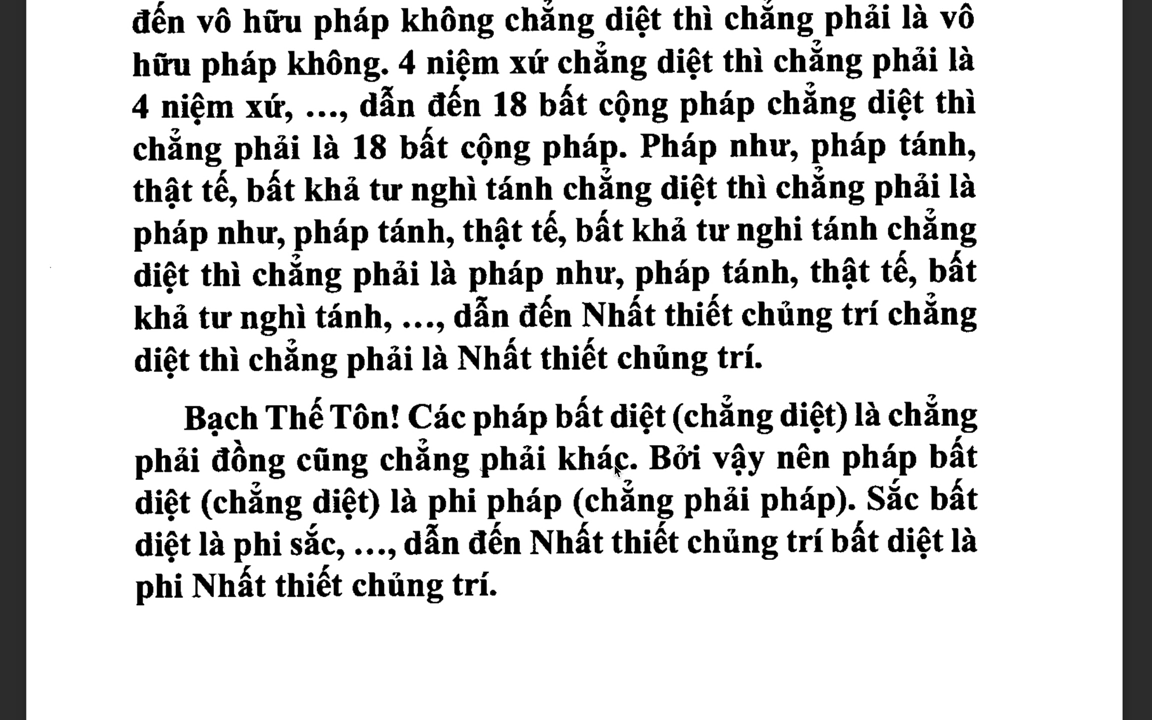 đến vô hữu pháp không chẳng diệt thì chẳng phải là vô
hữu pháp không. 4 niệm xứ chẳng diệt thì chẳng phải là
4 niệm xứ, ..., dẫn đến 18 bất cộng pháp chẳng diệt thì
chẳng phải là 18 bất cộng pháp. Pháp như, pháp tánh,
thật tế, bất khả tư nghì tánh chẳng diệt thì chẳng phải là
pháp như, pháp tánh, thật tế, bất khả tư nghi tánh chẳng
diệt thì chẳng phải là pháp như, pháp tánh, thật tế, bất
khả tư nghì tánh, ..., dẫn đến Nhất thiết chủng trí chẳng
diệt thì chẳng phải là Nhất thiết chủng trí.
Bạch Thế Tôn! Các pháp bất diệt (chẳng diệt) là chẳng
phải đồng cũng chẳng phải khác. Bởi vậy nên pháp bất
diệt (chẳng diệt) là phi pháp (chẳng phải pháp). Sắc bất
diệt là phi sắc, ..., dẫn đến Nhất thiết chủng trí bất diệt là
phi Nhất thiết chủng trí.